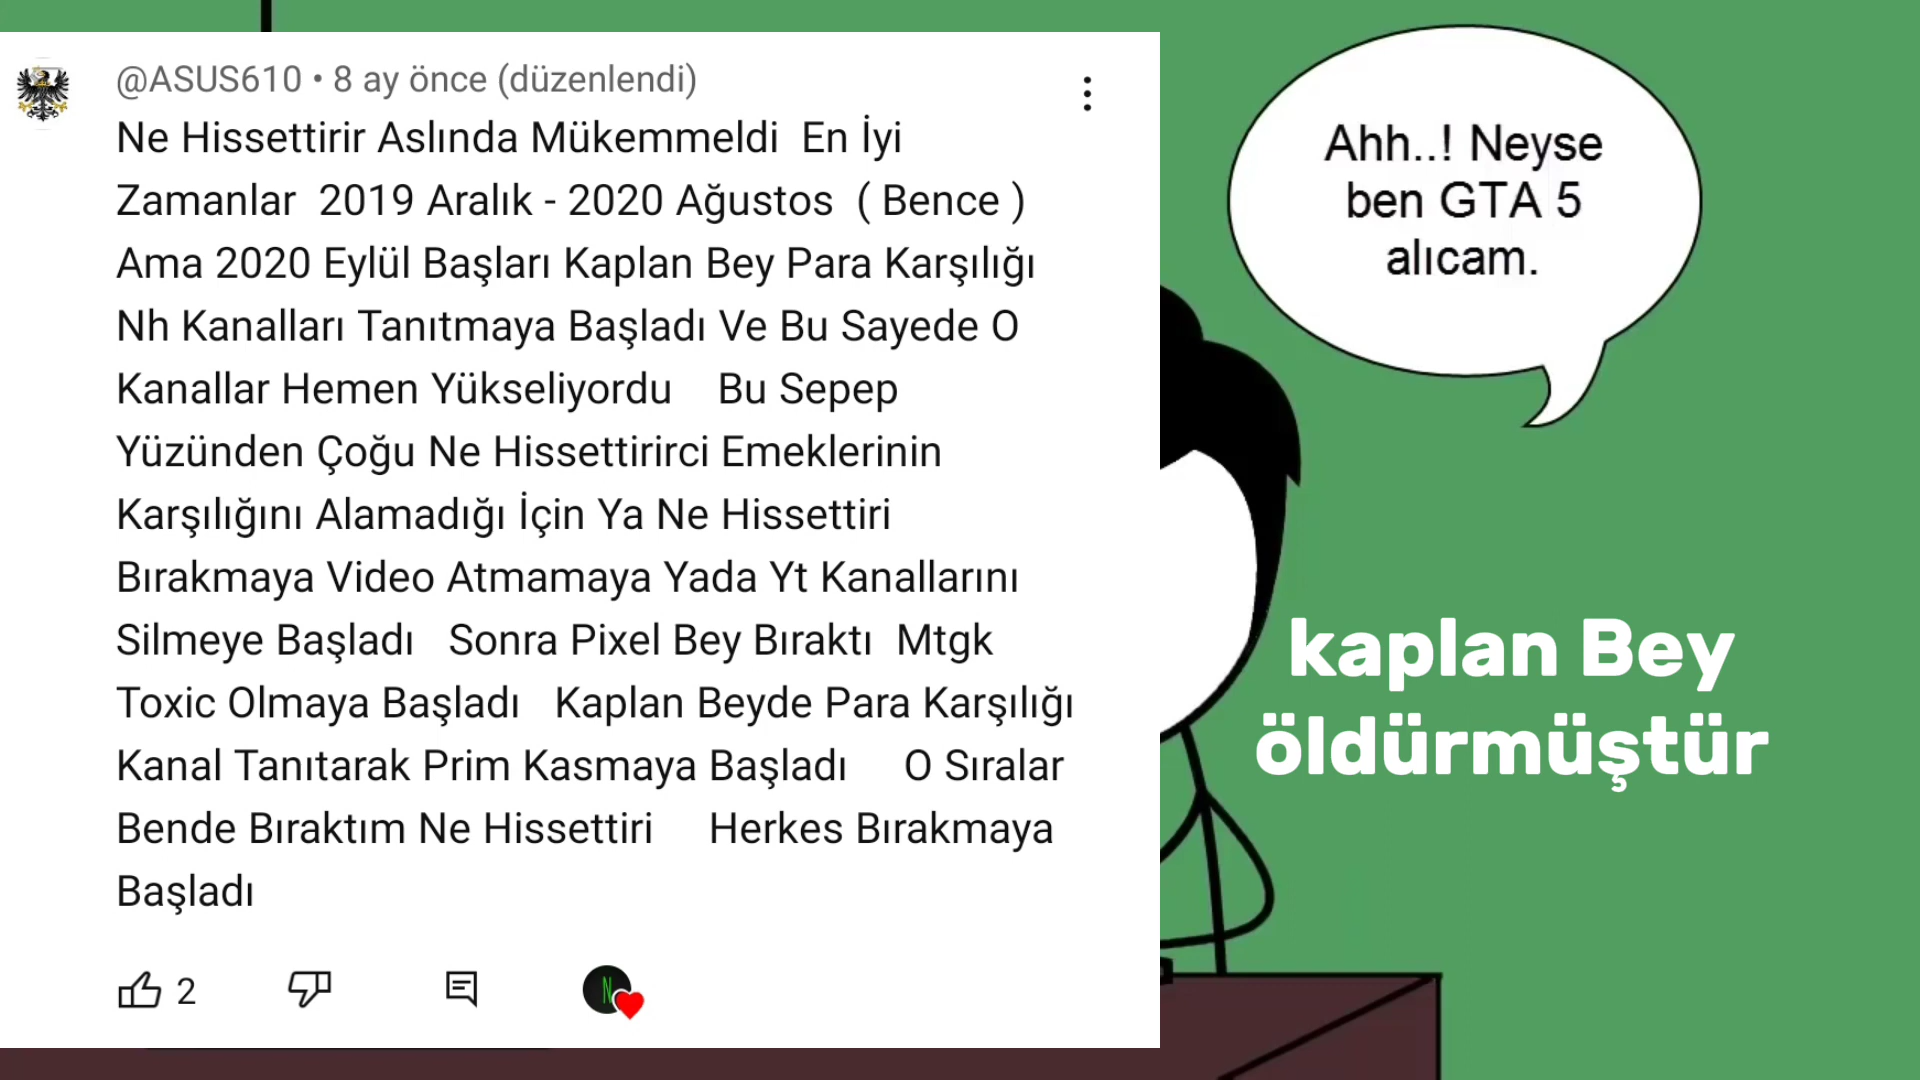 @ASUS610 • 8 ay önce (düzenlendi)
Ne Hissettirir Aslında Mükemmeldi  En İyi
Zamanlar  2019 Aralık - 2020 Ağustos  ( Bence )
Ama 2020 Eylül Başları Kaplan Bey Para Karşılığı
Nh Kanalları Tanıtmaya Başladı Ve Bu Sayede O
Kanallar Hemen Yükseliyordu    Bu Sepep
Yüzünden Çoğu Ne Hissettirirci Emeklerinin
Karşılığını Alamadığı İçin Ya Ne Hissettiri
Bırakmaya Video Atmamaya Yada Yt Kanallarını
Silmeye Başladı   Sonra Pixel Bey Bıraktı  Mtgk
Toxic Olmaya Başladı   Kaplan Beyde Para Karşılığı
Kanal Tanıtarak Prim Kasmaya Başladı     O Sıralar
Bende Bıraktım Ne Hissettiri     Herkes Bırakmaya
Başladı
2
N
Ahh..! Neyse
ben GTA 5
alıcam.
kaplan Bey
öldürmüştür